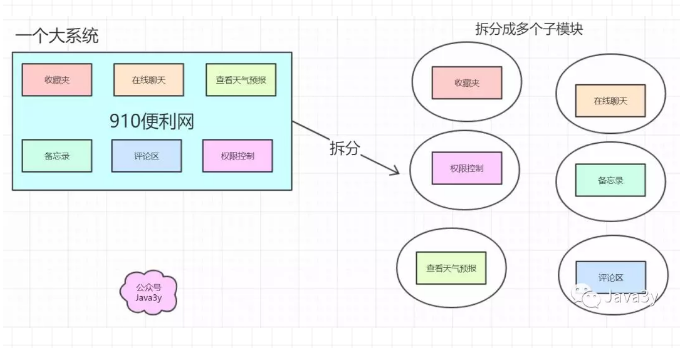 一个大系统
拆分成多个子模块
收藏夹
在线聊天
查看天气预报
910便利网
备忘录
评论区
权限控制
拆分
收藏夹
在线聊天
权限控制
备忘录
查看天气预报
评论区
公众号
Java3y
Java3y